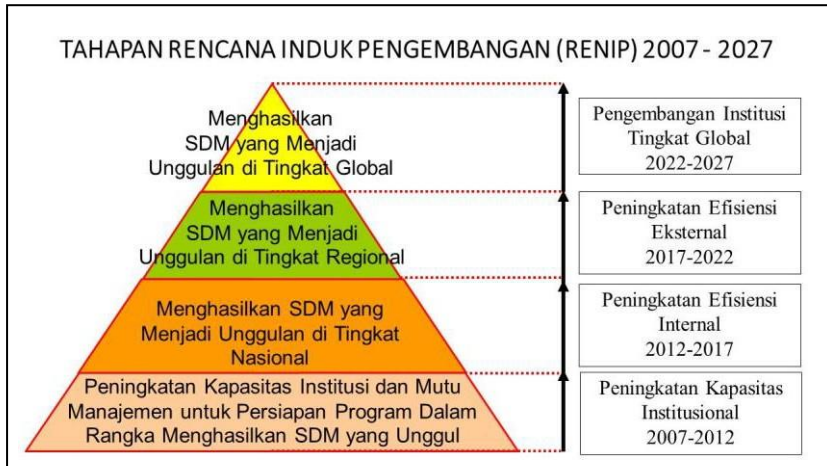 TAHAPAN RENCANA INDUK PENGEMBANGAN (RENIP) 2007 - 2027
Menghasilkan
SDM yang Menjadi
Unggulan di Tingkat Global
Pengembangan Institusi
Tingkat Global
2022-2027
Menghasilkan
SDM yang Menjadi
Unggulan di Tingkat Regional
Peningkatan Efisiensi
Eksternal
2017-2022
Menghasilkan SDM yang
Menjadi Unggulan di Tingkat
Nasional
Peningkatan Efisiensi
Internal
2012-2017
Peningkatan Kapasitas Institusi dan Mutu
Manajemen untuk Persiapan Program Dalam
Rangka Menghasilkan SDM yang Unggul
Peningkatan Kapasitas
Institusional
2007-2012